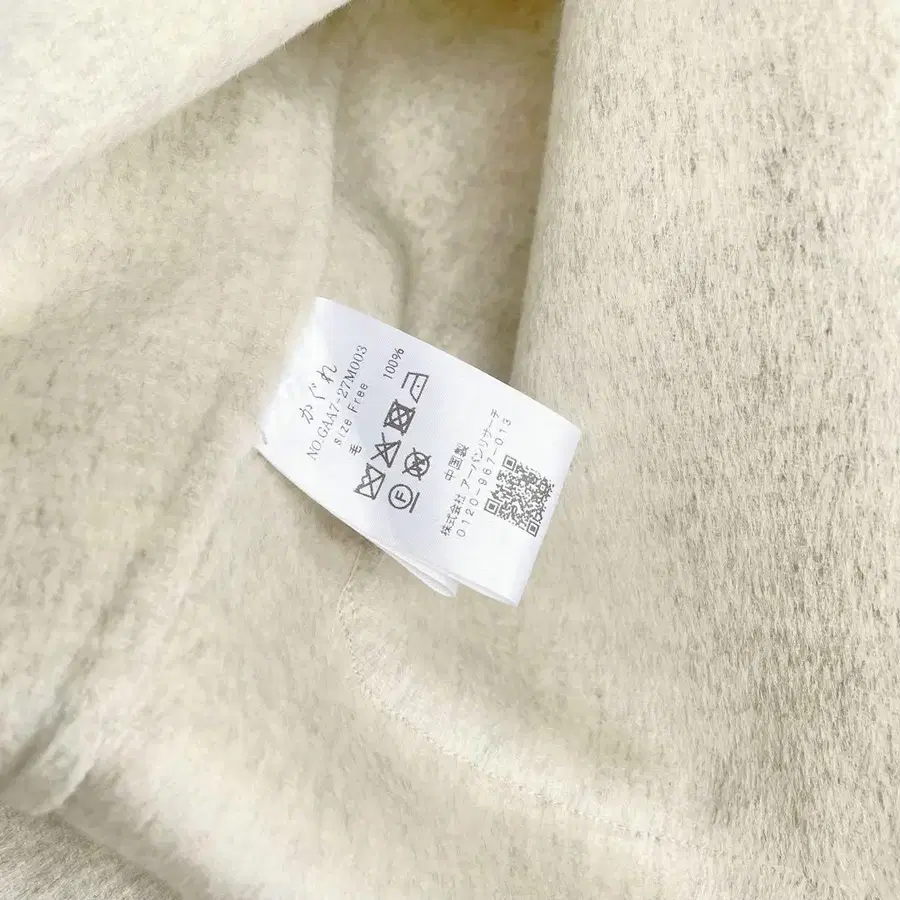 かぐれ
NO.GAA7-27M003
size Free
毛 100%
F
中国製
株式会社 アーバンリサーチ
0120-967-013